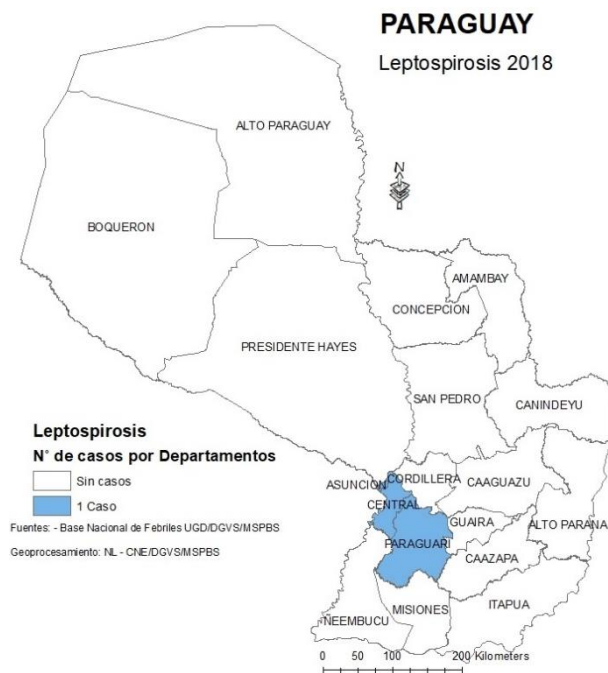 PARAGUAY
Leptospirosis 2018
ALTO PARAGUAY
N
BOQUERON
AMAMBAY
CONCEPCION
PRESIDENTE HAYES
SAN PEDRO
CANINDEYU
Leptospirosis
N° de casos por Departamentos
Sin casos
1 Caso
Fuentes: - Base Nacional de Febriles UGD/DGVS/MSPBS
Geoprocesamiento: NL - CNE/DGVS/MSPBS
ASUNCION
CORDILLERA
CAAGUAZU
CENTRAL
GUAIRA
ALTO PARANA
PARAGUARI
CAAZAPA
ÑEEMBUCU
MISIONES
ITAPUA
0 50 100 200 Kilometers